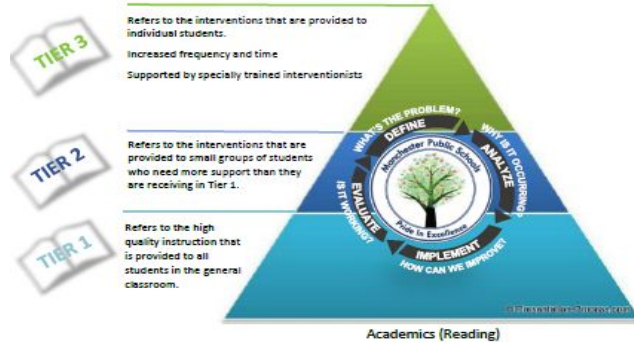 TIER 3
Refers to the interventions that are provided to
individual students.
Increased frequency and time
Supported by specially trained interventionists
TIER 2
Refers to the interventions that are
provided to small groups of students
who need more support than they
are receiving in Tier 1.
TIER 1
Refers to the high
quality instruction that
is provided to all
students in the general
classroom.
WHAT'S THE PROBLEM?
DEFINE
WHY IS IT OCCURRING?
ANALYZE
IMPLEMENT
HOW CAN WE IMPROVE?
EVALUATE
IS IT WORKING?
Manchester Public Schools
Pride in Excellence
Academics (Reading)